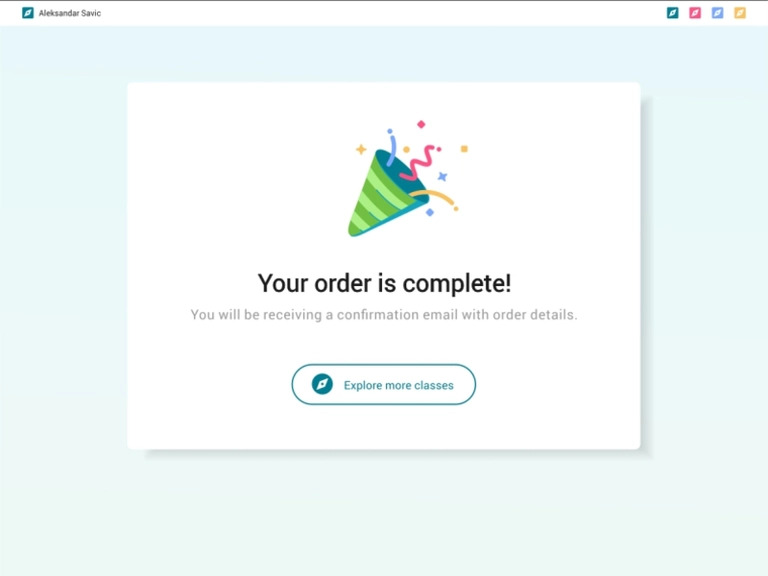 Aleksandar Savic
Your order is complete!
You will be receiving a confirmation email with order details.
Explore more classes